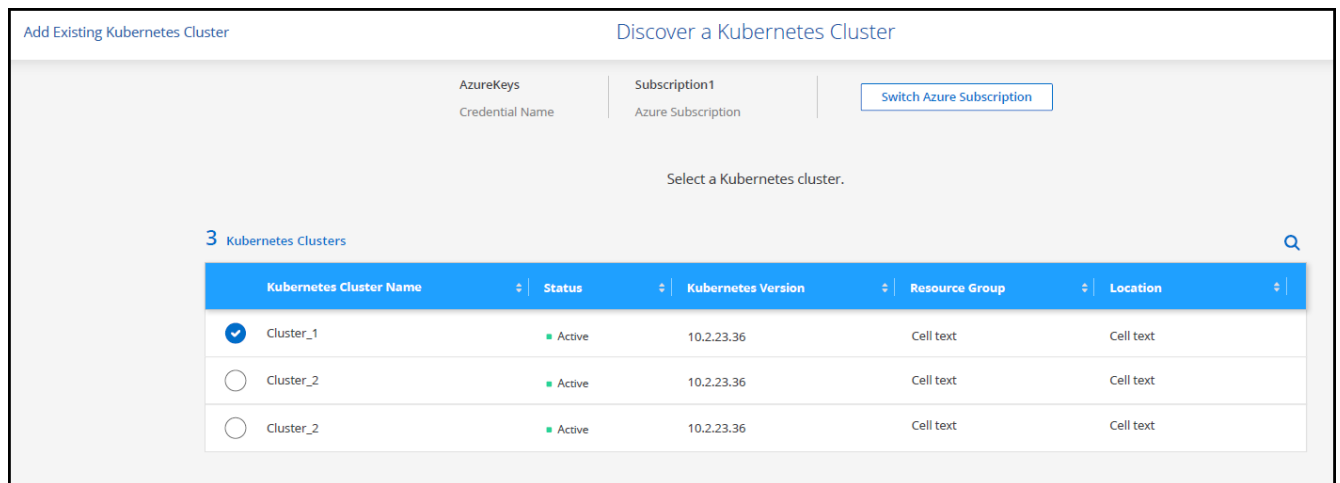 Add Existing Kubernetes Cluster
Discover a Kubernetes Cluster
AzureKeys
Subscription1
Switch Azure Subscription
Credential Name
Azure Subscription
Select a Kubernetes cluster.
3 Kubernetes Clusters
Kubernetes Cluster Name Status Kubernetes Version Resource Group Location
Cluster_1 Active 10.2.23.36 Cell text Cell text
Cluster_2 Active 10.2.23.36 Cell text Cell text
Cluster_2 Active 10.2.23.36 Cell text Cell text